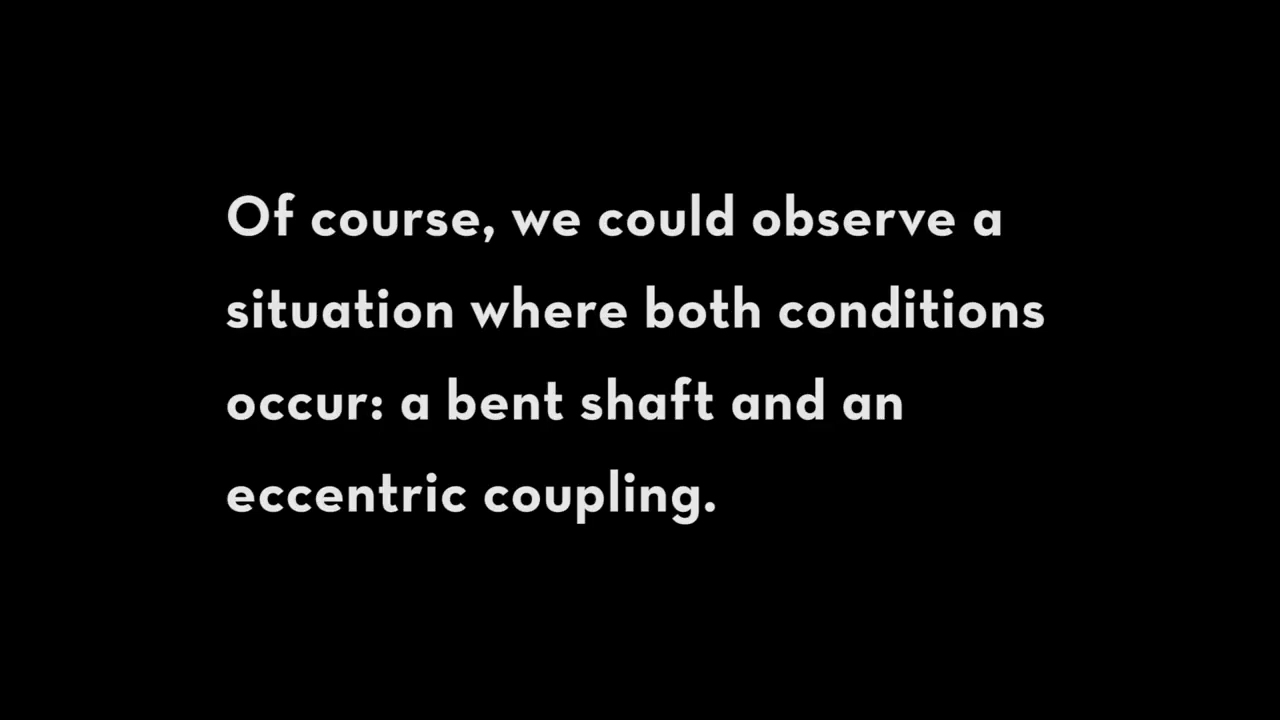 Of course, we could observe a
situation where both conditions
occur: a bent shaft and an
eccentric coupling.